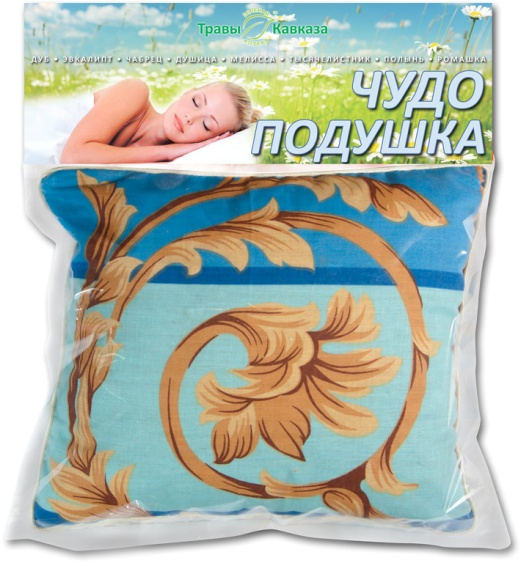 Травы Кавказа
ДУБ • ЭВКАЛИПТ • ЧАБРЕЦ • ДУШИЦА • МЕЛИССА • ТЫСЯЧЕЛИСТНИК • ПОЛЫНЬ • РОМАШКА
ЧУДО
ПОДУШКА